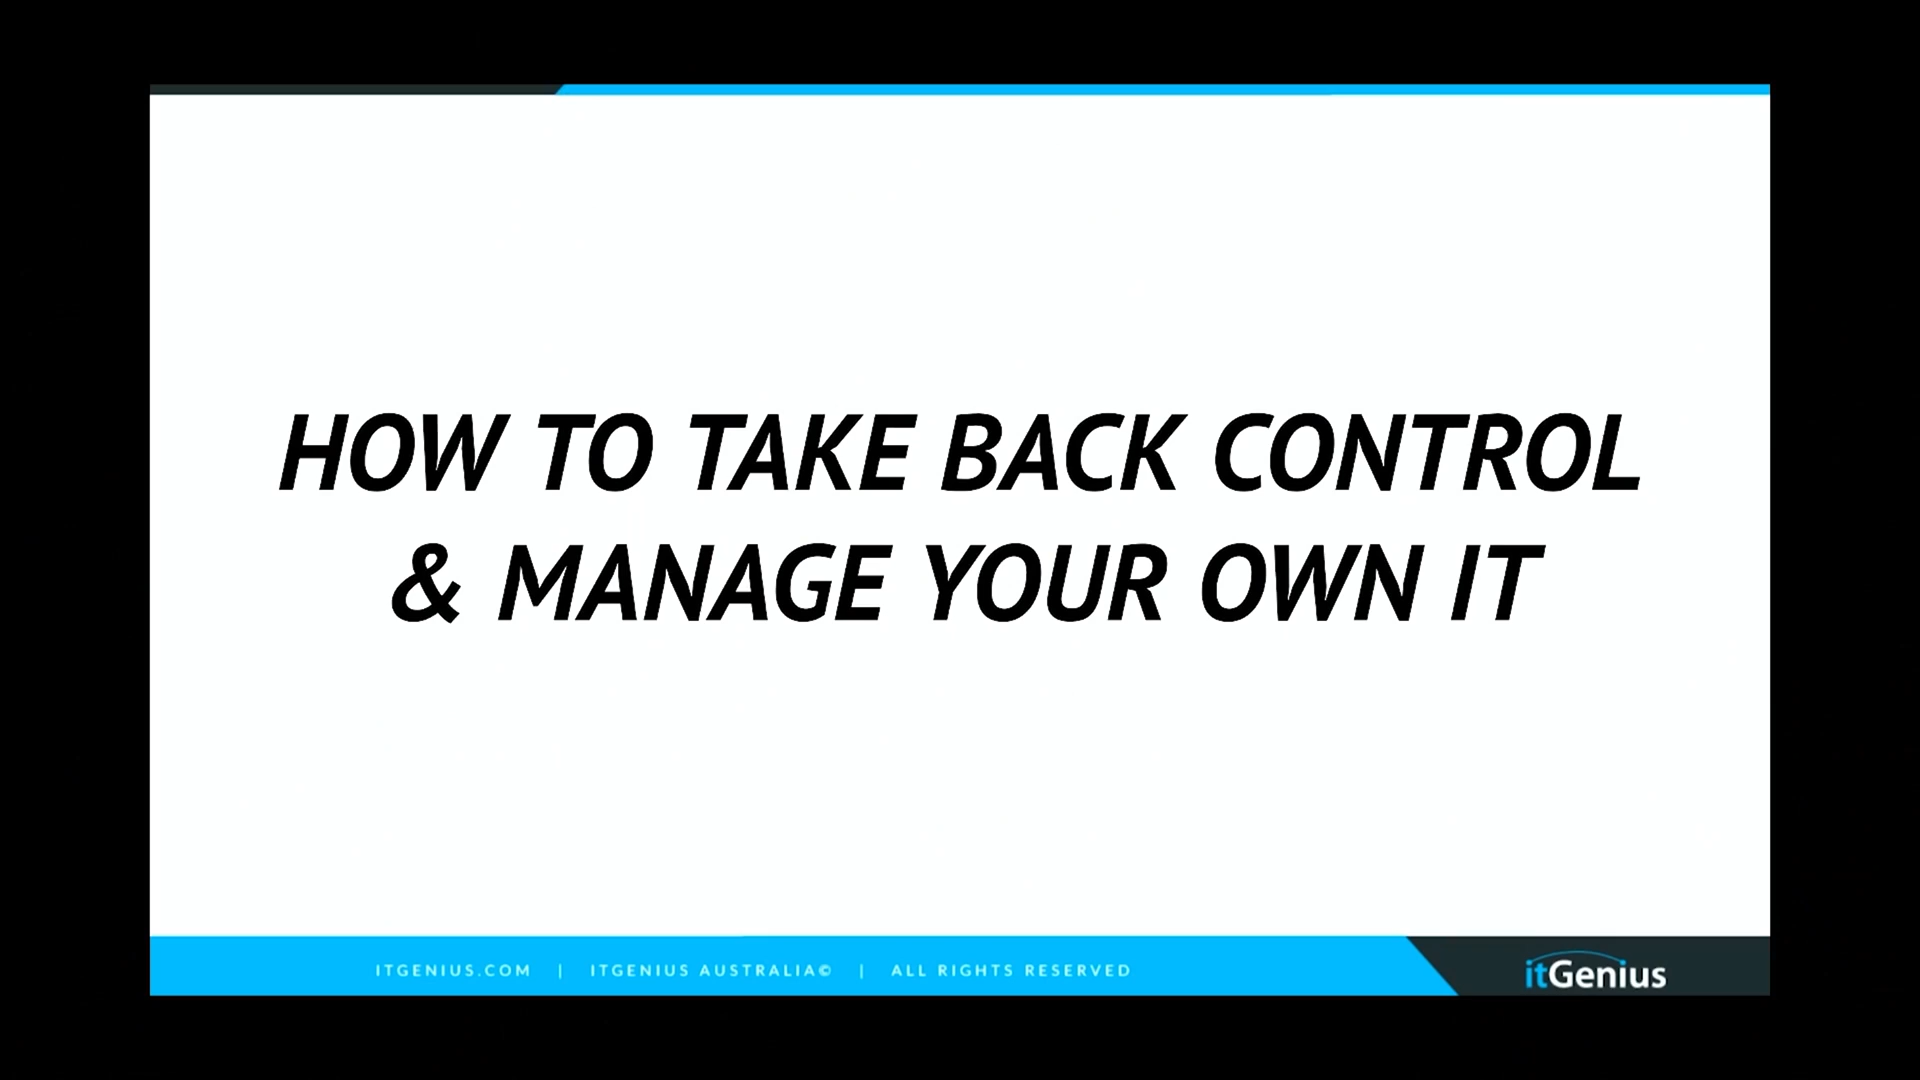 HOW TO TAKE BACK CONTROL
& MANAGE YOUR OWN IT
ITGENIUS.COM | ITGENIUS AUSTRALIA© | ALL RIGHTS RESERVED
itGenius